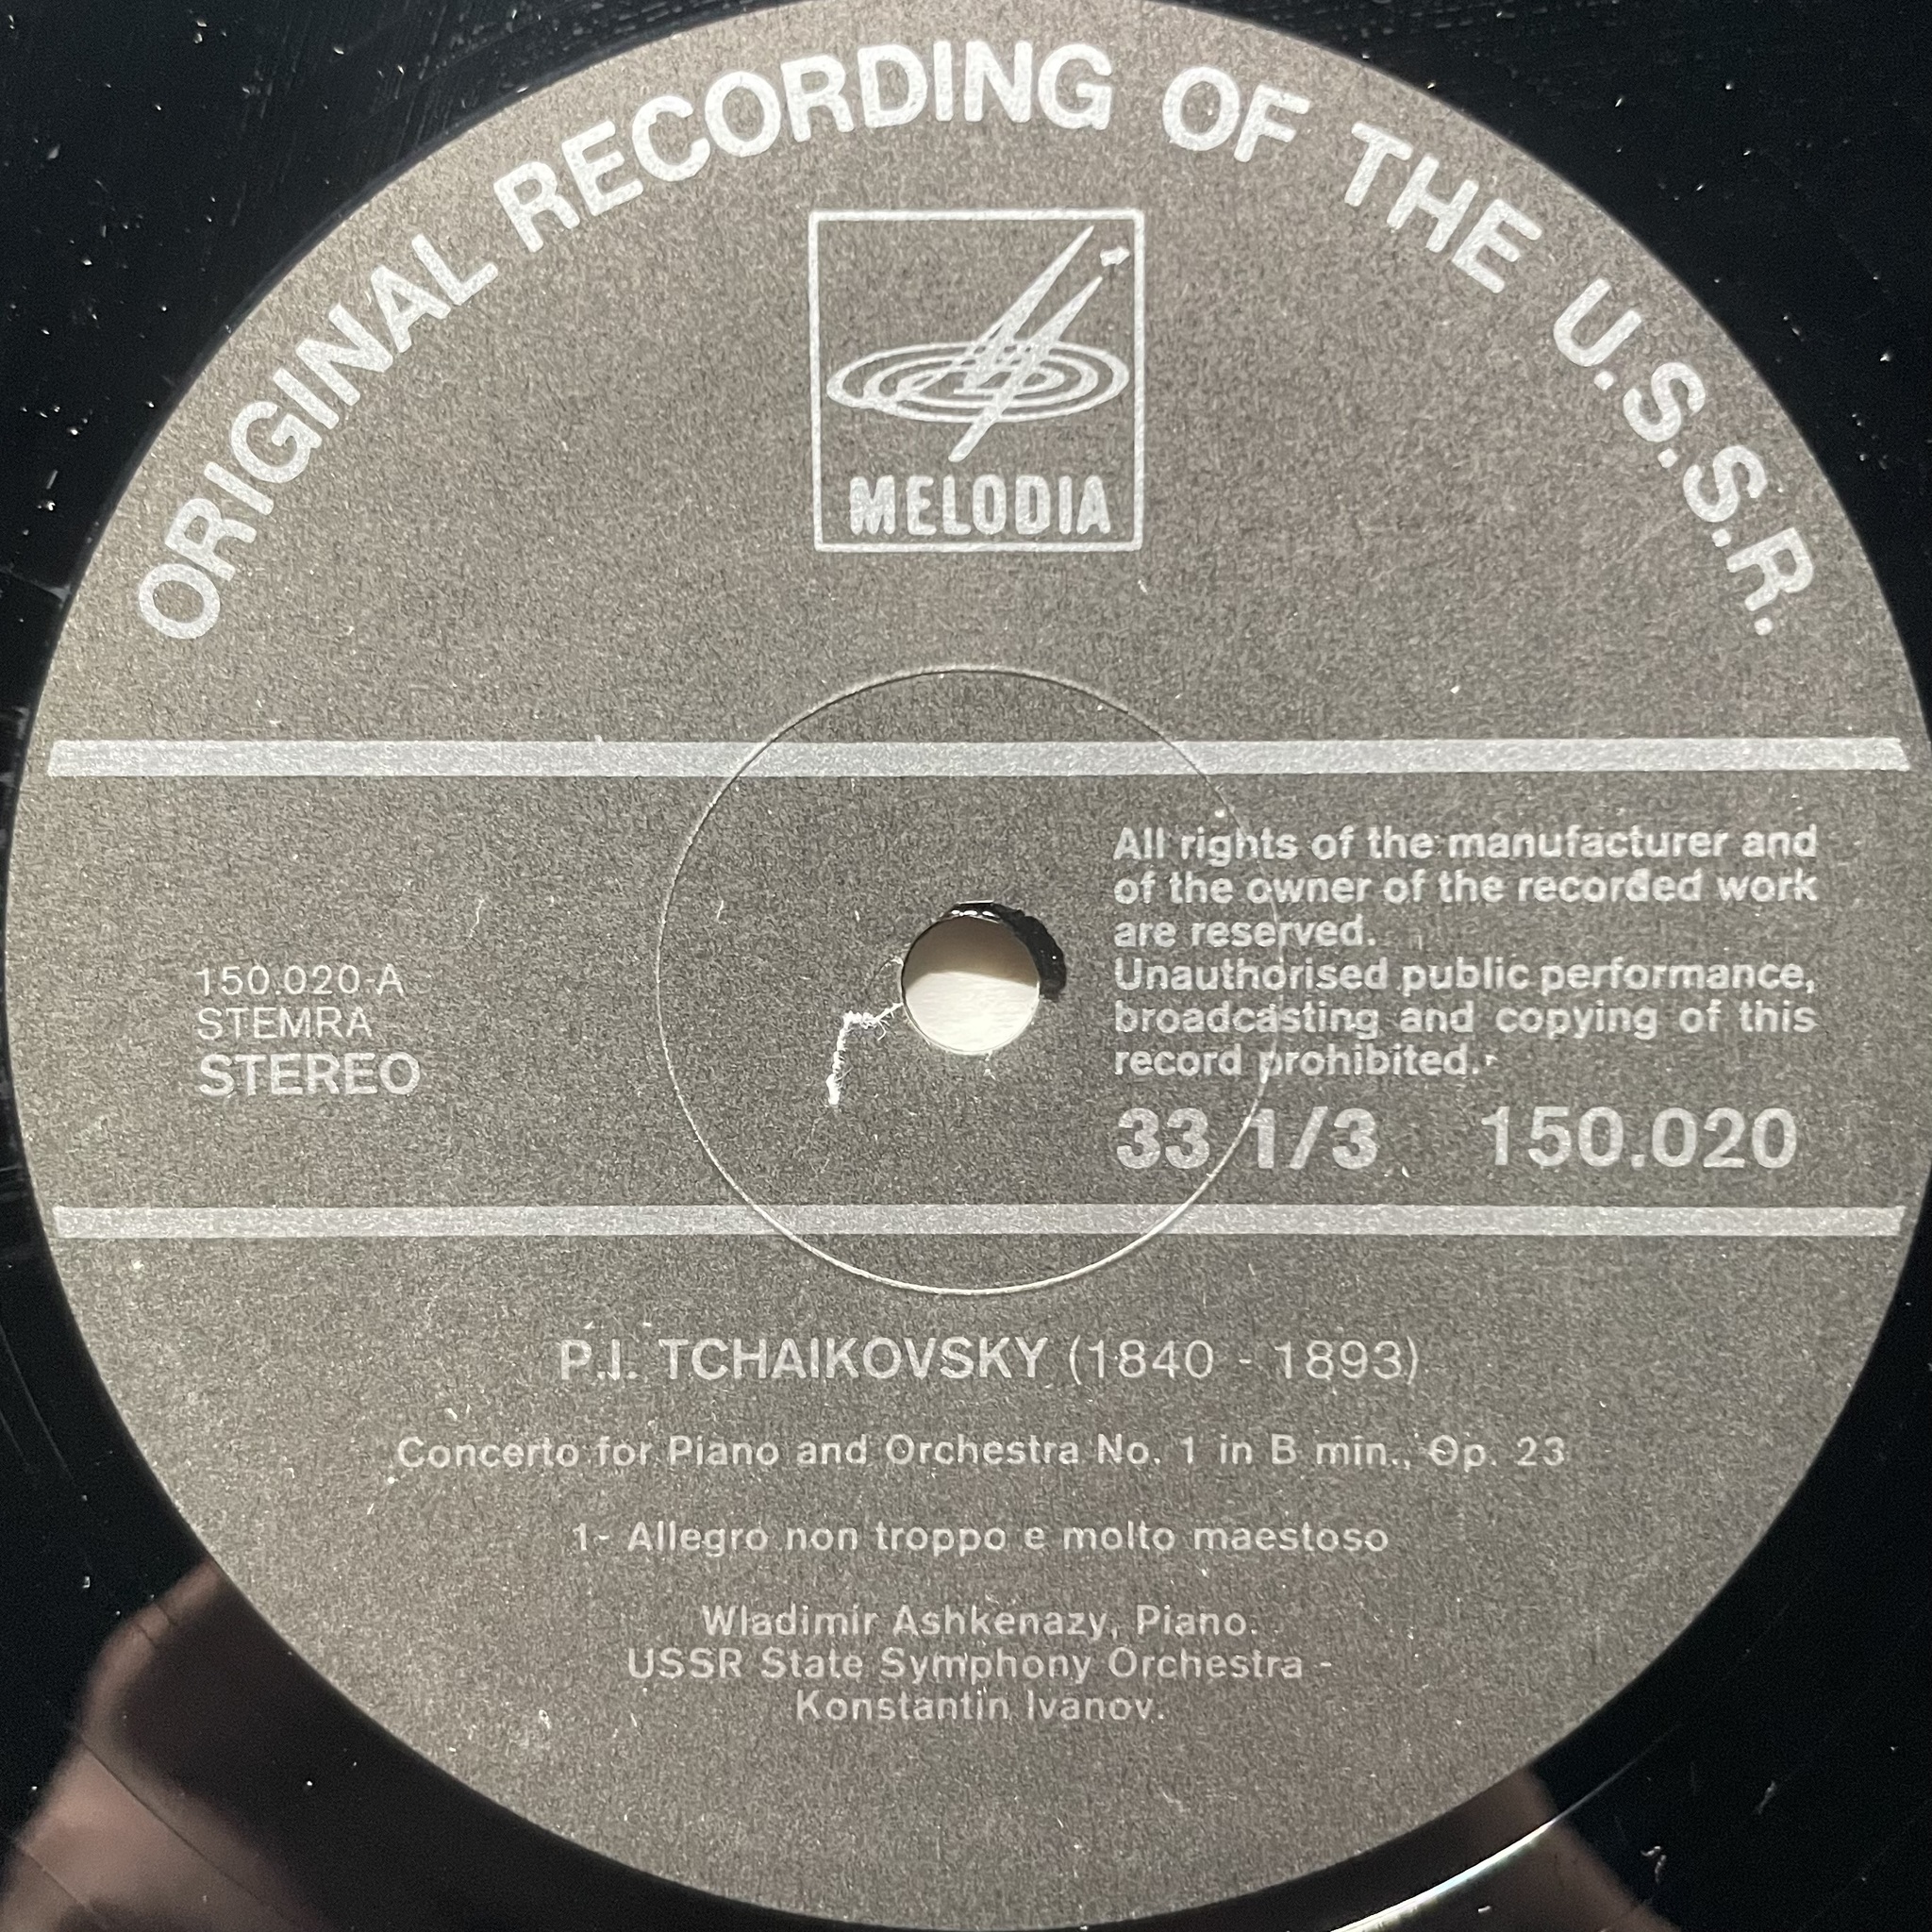 ORIGINAL RECORDING OF THE U.S.S.R.
MELODIA
150.020-A
STEMRA
STEREO
All rights of the manufacturer and
of the owner of the recorded work
are reserved.
Unauthorised public performance,
broadcasting and copying of this
record prohibited.
33 1/3 150.020
P.I. TCHAIKOVSKY (1840 - 1893)
Concerto for Piano and Orchestra No. 1 in B min., Op. 23
1- Allegro non troppo e molto maestoso
Wladimir Ashkenazy, Piano.
USSR State Symphony Orchestra -
Konstantin Ivanov.